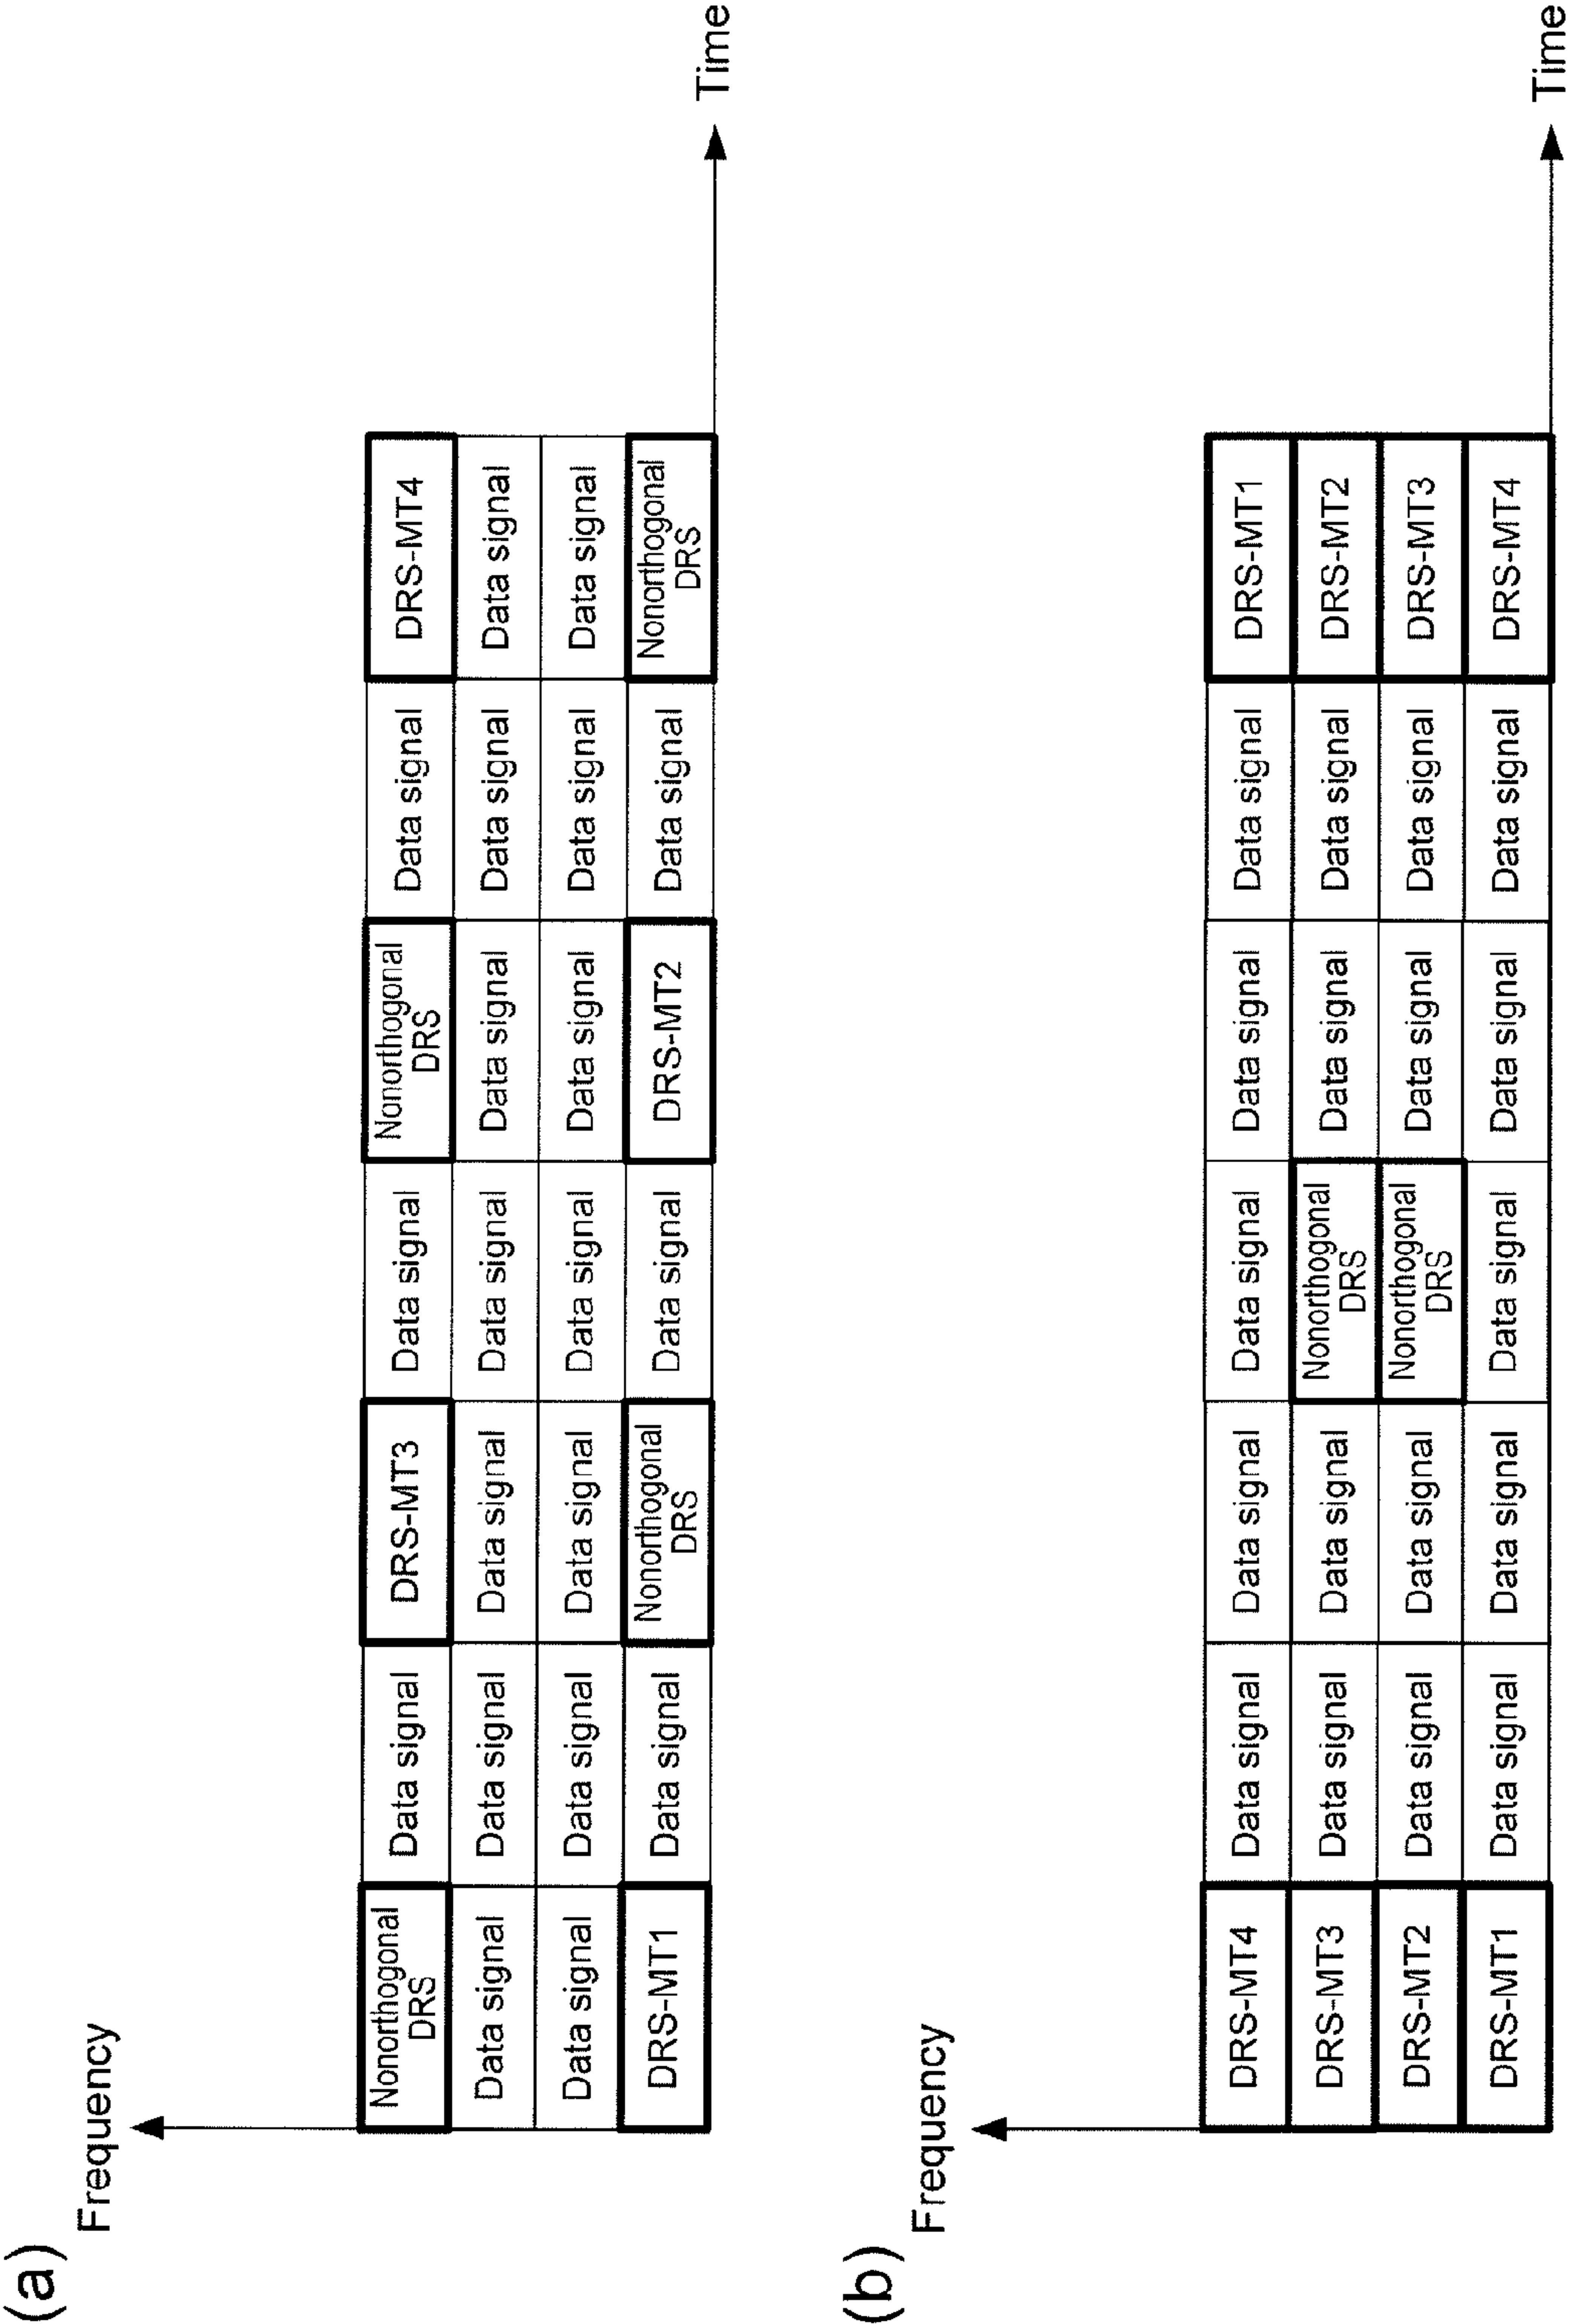 (a)
Frequency
Nonorthogonal DRS Data signal DRS-MT3 Data signal Nonorthogonal DRS Data signal DRS-MT4
Data signal Data signal Data signal Data signal Data signal Data signal Data signal
Data signal Data signal Data signal Data signal Data signal Data signal Data signal
DRS-MT1 Data signal Nonorthogonal DRS Data signal DRS-MT2 Data signal Nonorthogonal DRS
Time
(b)
Frequency
DRS-MT4 Data signal Data signal Data signal Data signal Data signal DRS-MT1
DRS-MT3 Data signal Data signal Nonorthogonal DRS Data signal Data signal DRS-MT2
DRS-MT2 Data signal Data signal Nonorthogonal DRS Data signal Data signal DRS-MT3
DRS-MT1 Data signal Data signal Data signal Data signal Data signal DRS-MT4
Time